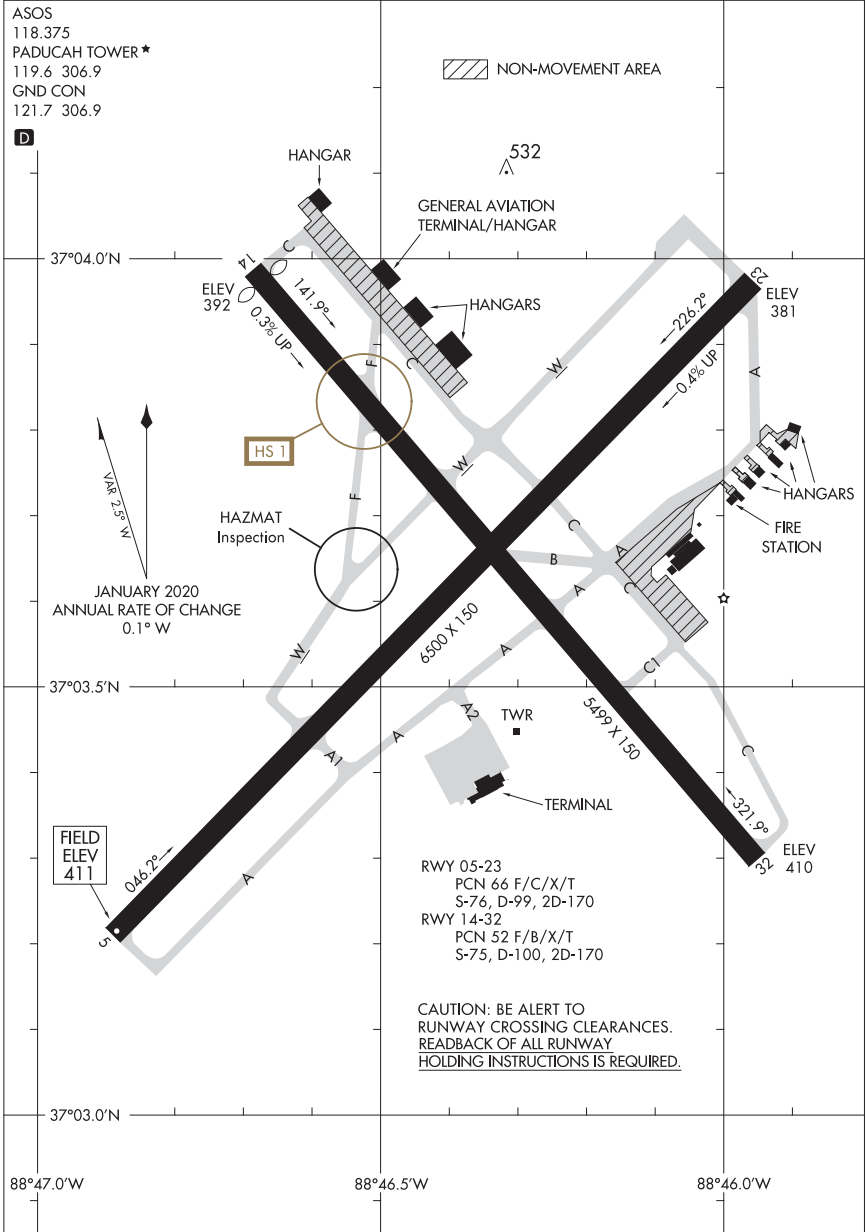 ASOS
118.375
PADUCAH TOWER★
119.6 306.9
GND CON
121.7 306.9
D
NON-MOVEMENT AREA
HANGAR
532
GENERAL AVIATION
TERMINAL/HANGAR
37°04.0'N
14
C
ELEV
392
141.9°
0.3% UP
HANGARS
23
ELEV
381
226.2°
0.4% UP
F
C
W
A
HS 1
W
VAR 2.5° W
F
HAZMAT
Inspection
C
HANGARS
FIRE
STATION
B
A
C
A
JANUARY 2020
ANNUAL RATE OF CHANGE
0.1° W
6500 X 150
W
A
C1
37°03.5'N
A2
TWR
5499 X 150
A
A1
C
TERMINAL
321.9°
FIELD
ELEV
411
046.2°
A
32
ELEV
410
5
RWY 05-23
PCN 66 F/C/X/T
S-76, D-99, 2D-170
RWY 14-32
PCN 52 F/B/X/T
S-75, D-100, 2D-170
CAUTION: BE ALERT TO
RUNWAY CROSSING CLEARANCES.
READBACK OF ALL RUNWAY
HOLDING INSTRUCTIONS IS REQUIRED.
37°03.0'N
88°47.0'W
88°46.5'W
88°46.0'W